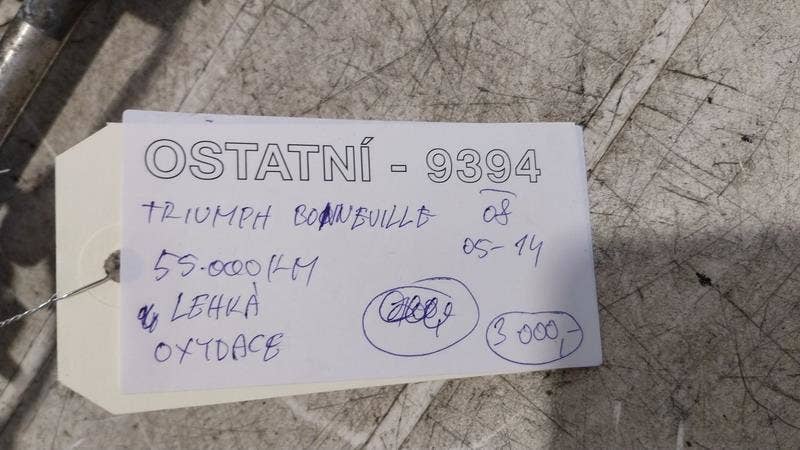 OSTATNÍ - 9394
TRIUMPH BONNEVILLE 08
05-14
55.000 KM
LEHKÁ
OXYDACE
3 000,-